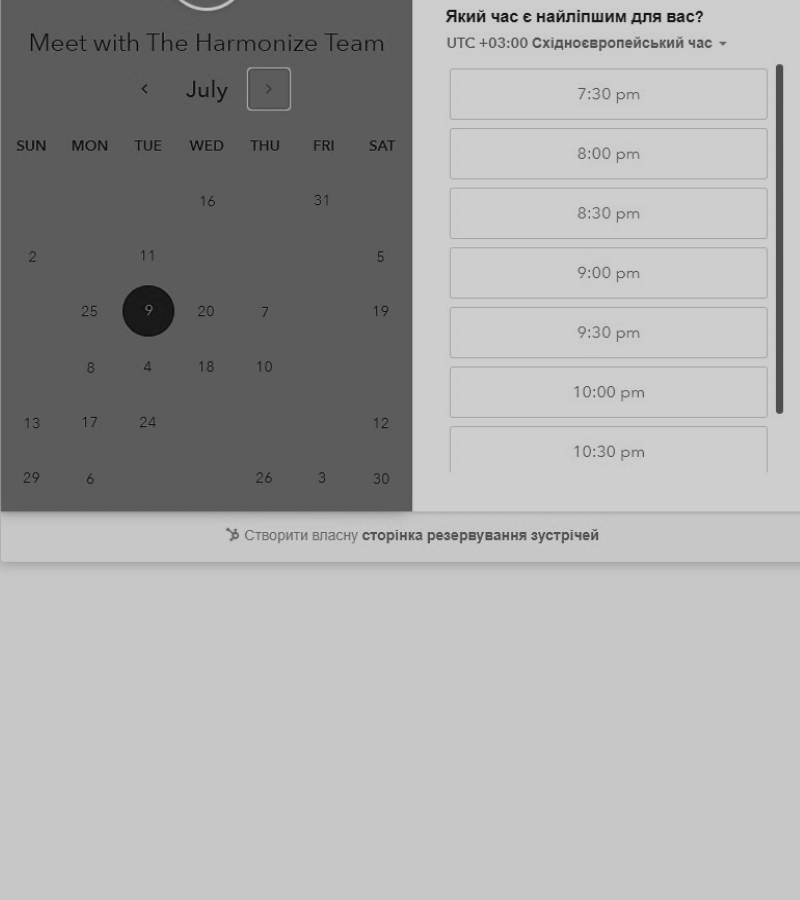 Meet with The Harmonize Team
July
SUN MON TUE WED THU FRI SAT
16 31
2 11 5
25 9 20 7 19
8 4 18 10
13 17 24 12
29 6 26 3 30
Який час є найліпшим для вас?
UTC +03:00 Східноєвропейський час
7:30 pm
8:00 pm
8:30 pm
9:00 pm
9:30 pm
10:00 pm
10:30 pm
Створити власну сторінка резервування зустрічей